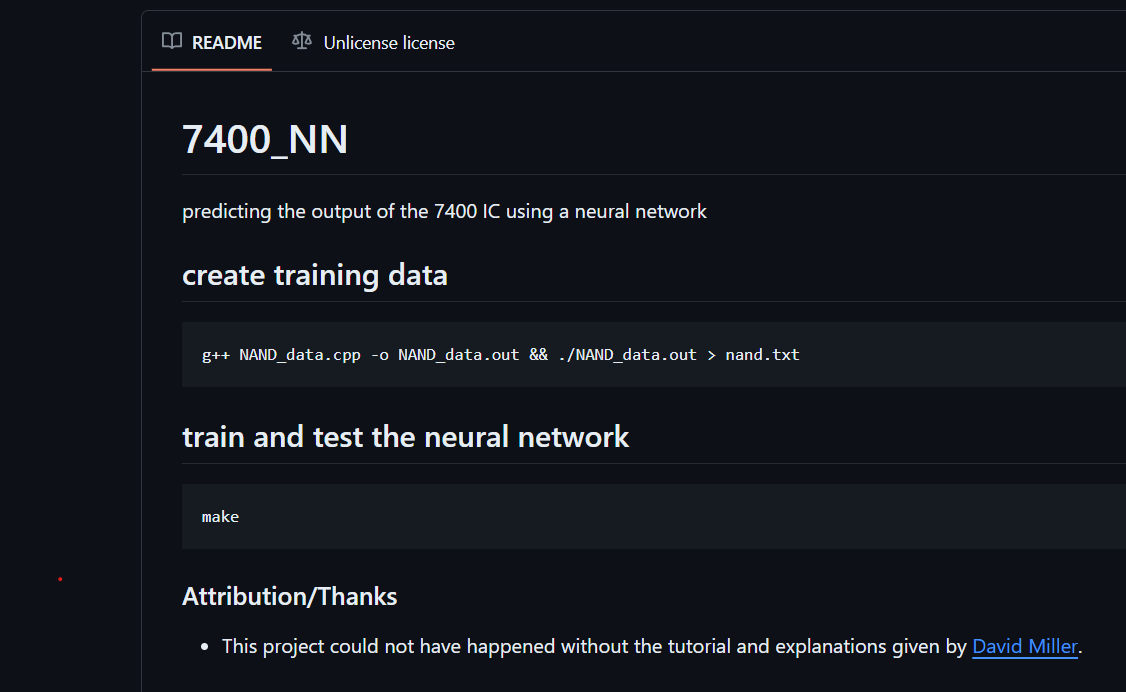 README Unlicense license
7400_NN
predicting the output of the 7400 IC using a neural network
create training data
g++ NAND_data.cpp -o NAND_data.out && ./NAND_data.out > nand.txt
train and test the neural network
make
Attribution/Thanks
• This project could not have happened without the tutorial and explanations given by David Miller.